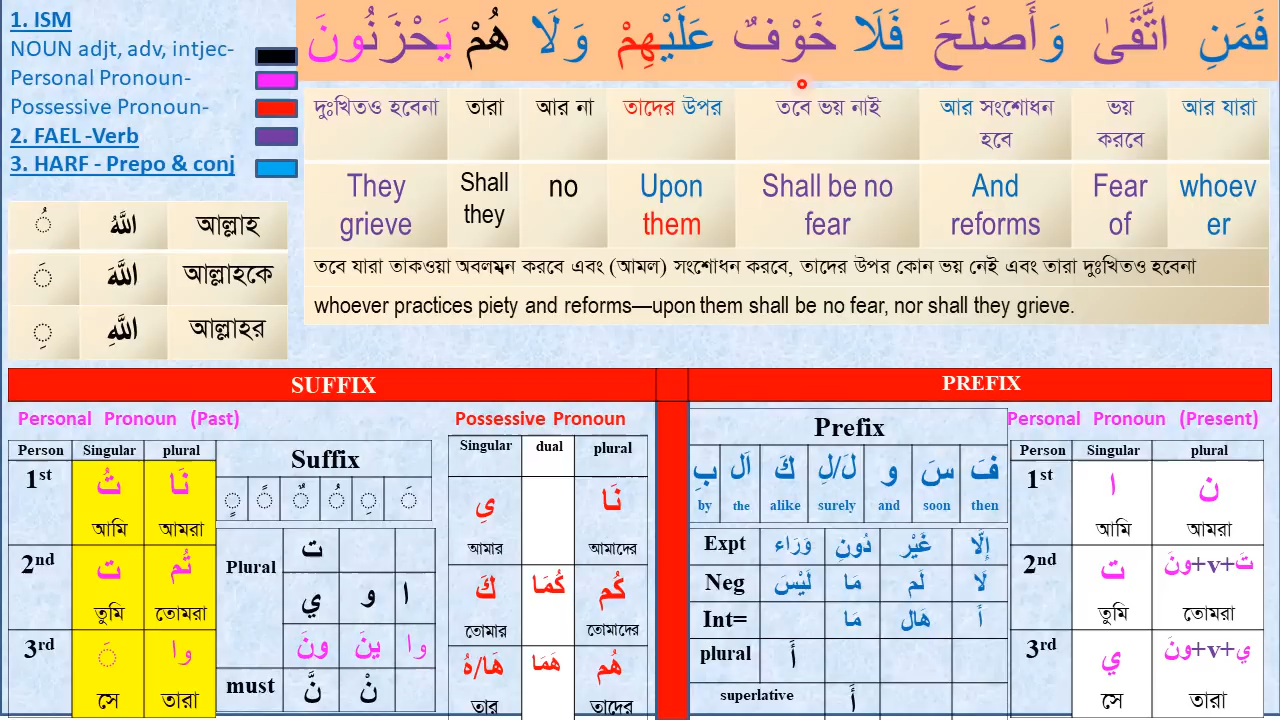 1. ISM
NOUN adjt, adv, intjec-
Personal Pronoun-
Possessive Pronoun-
2. FAEL -Verb
3. HARF - Prepo & conj
فَمَنِ اتَّقَىٰ وَأَصْلَحَ فَلَا خَوْفٌ عَلَيْهِمْ وَلَا هُمْ يَحْزَنُونَ
দুঃখিতও হবেনা তারা আর না তাদের উপর তবে ভয় নাই আর সংশোধন হবে ভয় করবে আর যারা
They grieve Shall they no Upon them Shall be no fear And reforms Fear of whoever
তবে যারা তাকওয়া অবলম্বন করবে এবং (আমল) সংশোধন করবে, তাদের উপর কোন ভয় নেই এবং তারা দুঃখিতও হবেনা
whoever practices piety and reforms—upon them shall be no fear, nor shall they grieve.
ُ اللَّهُ আল্লাহ
َ اللَّهَ আল্লাহকে
ِ اللَّهِ আল্লাহর
SUFFIX
Personal Pronoun (Past)
Person Singular plural
1st تُ نَا
আমি আমরা
2nd ت تُم
তুমি তোমরা
3rd َ وا
সে তারা
Suffix
ٍ ً ٌ ُ ِ َ
Plural ت
ي و ا
ونَ ينَ وا
must نَّ نْ
Possessive Pronoun
Singular dual plural
ي نَا
আমার আমাদের
كَ كُمَا كُم
তোমার তোমাদের
هَا/هُ هَمَا هُم
তার তাদের
PREFIX
Prefix
بِ اَل كَ لَ/لِ و سَ فَ
by the alike surely and soon then
Expt وَرَاء دُونِ غَيْر إِلَّا
Neg لَيْسَ مَا لَم لَا
Int= مَا هَال أَ
plural أَ
superlative أَ
Personal Pronoun (Present)
Person Singular plural
1st ا ن
আমি আমরা
2nd ت تَ+v+ونَ
তুমি তোমরা
3rd ي ي+v+ونَ
সে তারা